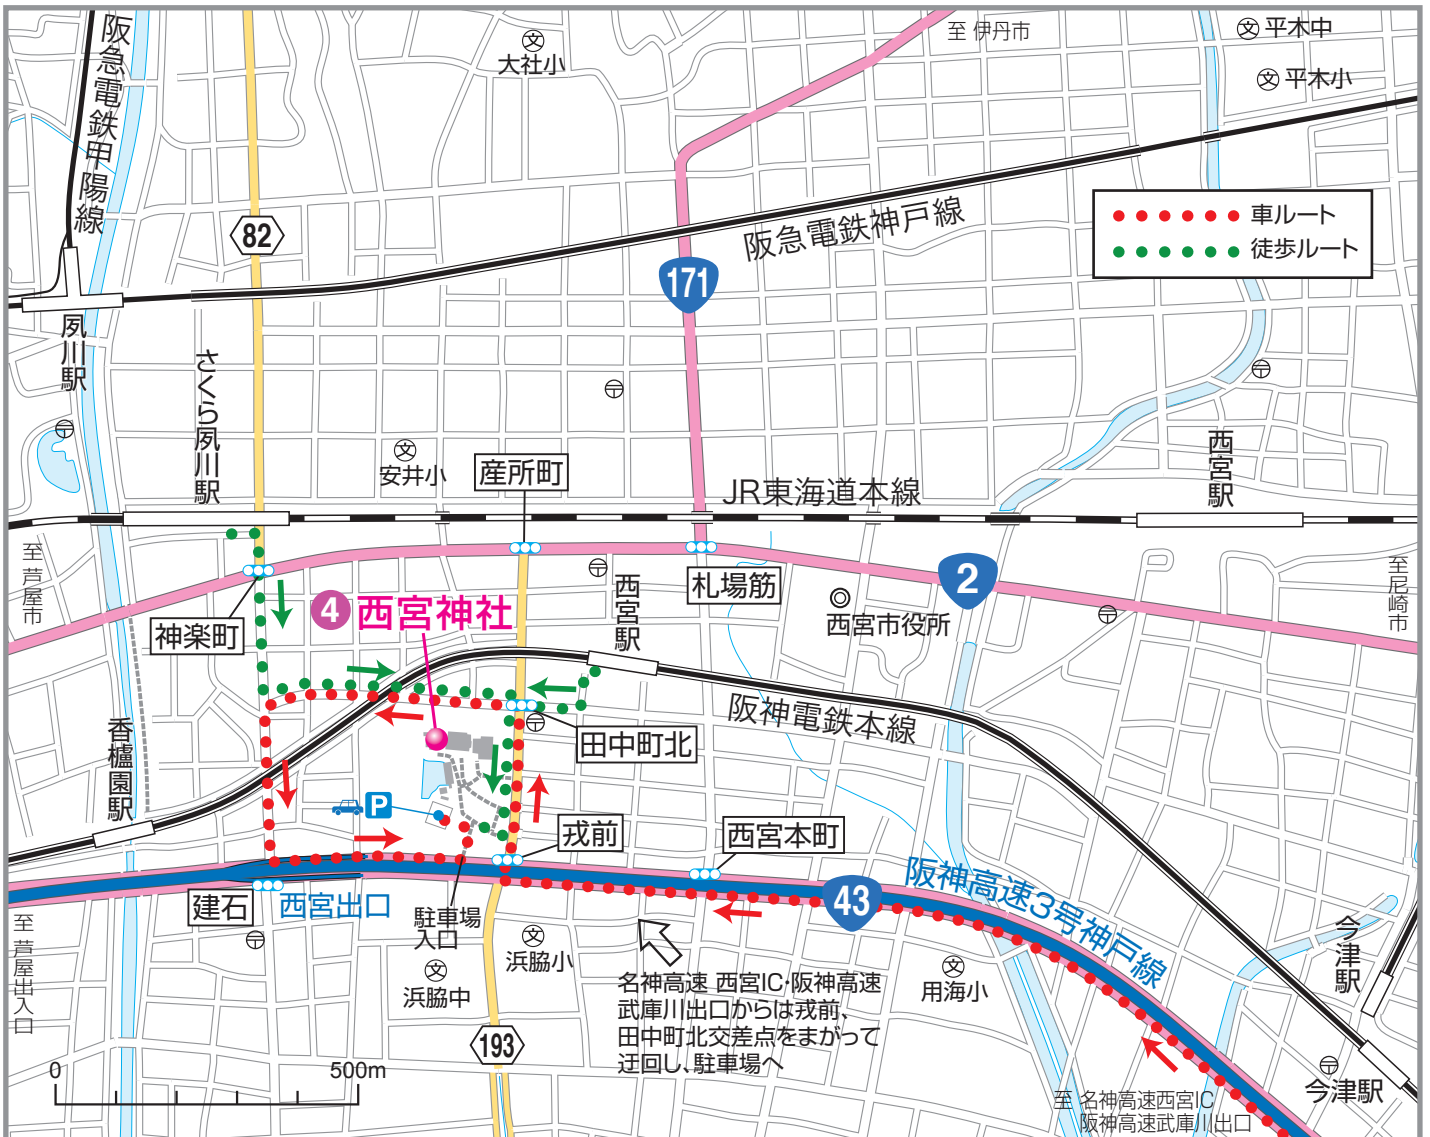 阪急電鉄甲陽線
大社小
至 伊丹市
平木中
平木小
82
阪急電鉄神戸線
車ルート
徒歩ルート
171
夙川駅
さくら夙川駅
安井小
産所町
JR東海道本線
西宮駅
至 芦屋市
神楽町
4 西宮神社
西宮駅
札場筋
西宮市役所
2
至 尼崎市
香櫨園駅
阪神電鉄本線
田中町北
P
戎前
西宮本町
建石
西宮出口
駐車場
入口
43
阪神高速3号神戸線
至 芦屋出入口
浜脇中
浜脇小
名神高速 西宮IC・阪神高速
武庫川出口からは戎前、
田中町北交差点をまがって
迂回し、駐車場へ
用海小
今津駅
193
0
500m
今津駅
至 名神高速西宮IC
阪神高速武庫川出口